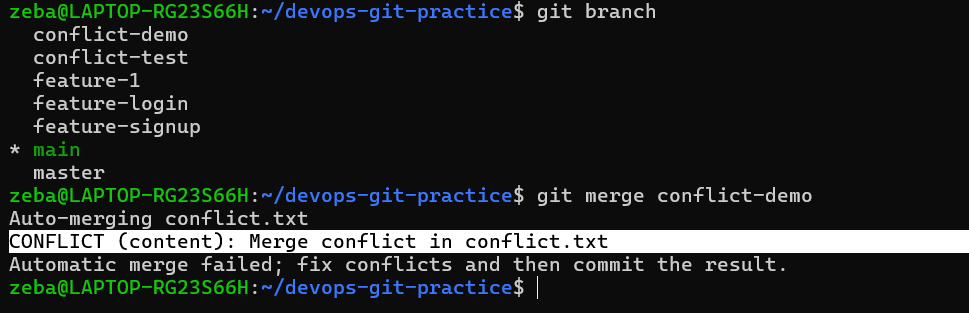 zeba@LAPTOP-RG23S66H:~/devops-git-practice$ git branch
  conflict-demo
  conflict-test
  feature-1
  feature-login
  feature-signup
* main
  master
zeba@LAPTOP-RG23S66H:~/devops-git-practice$ git merge conflict-demo
Auto-merging conflict.txt
CONFLICT (content): Merge conflict in conflict.txt
Automatic merge failed; fix conflicts and then commit the result.
zeba@LAPTOP-RG23S66H:~/devops-git-practice$